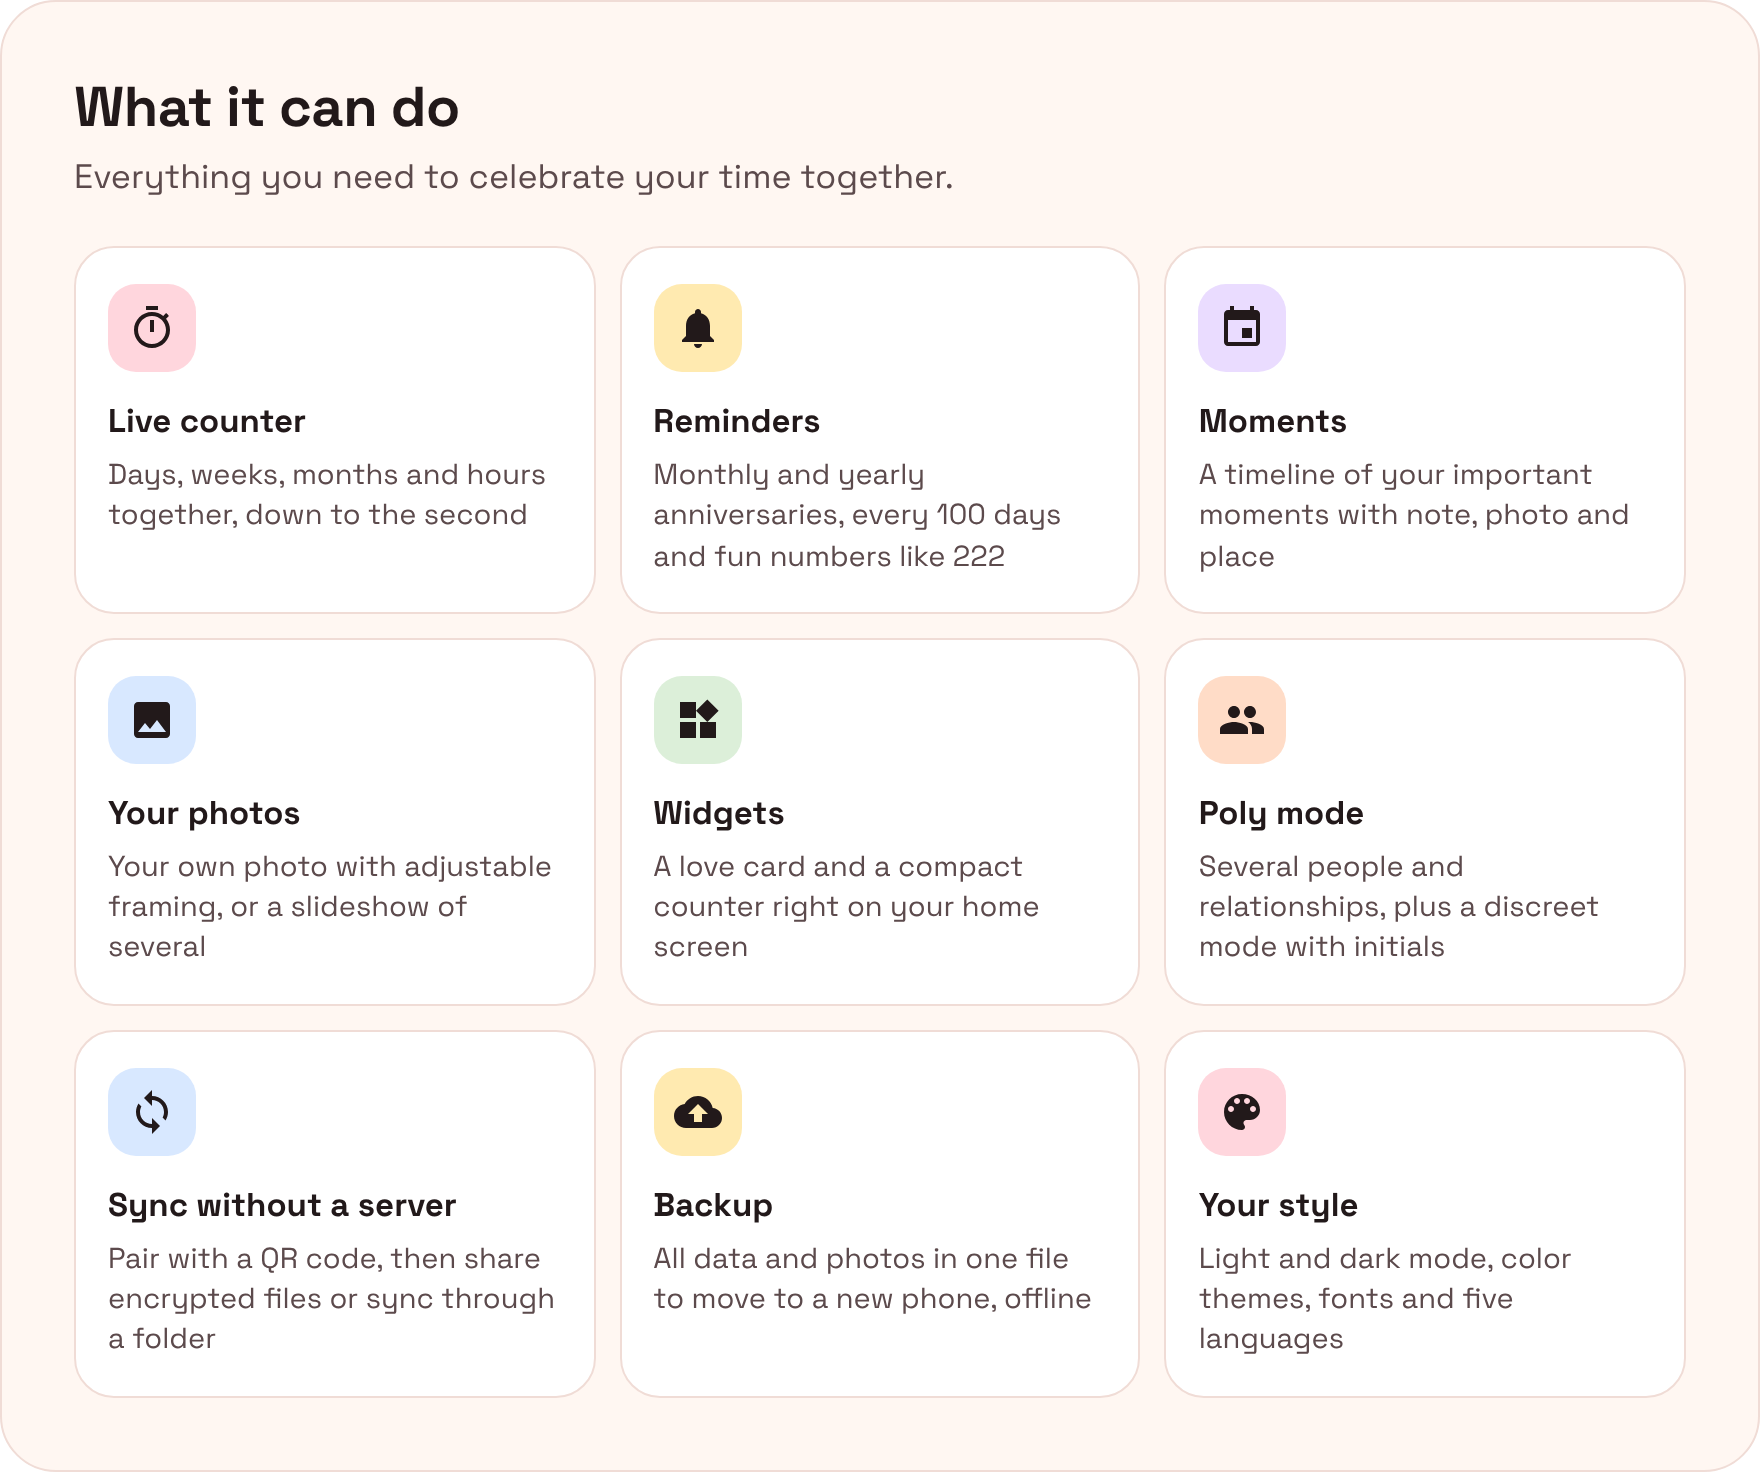 What it can do
Everything you need to celebrate your time together.
Live counter
Days, weeks, months and hours
together, down to the second
Reminders
Monthly and yearly
anniversaries, every 100 days
and fun numbers like 222
Moments
A timeline of your important
moments with note, photo and
place
Your photos
Your own photo with adjustable
framing, or a slideshow of
several
Widgets
A love card and a compact
counter right on your home
screen
Poly mode
Several people and
relationships, plus a discreet
mode with initials
Sync without a server
Pair with a QR code, then share
encrypted files or sync through
a folder
Backup
All data and photos in one file
to move to a new phone, offline
Your style
Light and dark mode, color
themes, fonts and five
languages